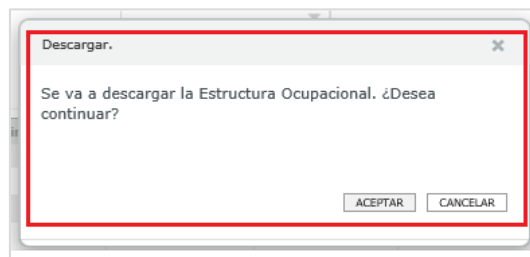 Descargar.
Se va a descargar la Estructura Ocupacional. ¿Desea
continuar?
ACEPTAR CANCELAR